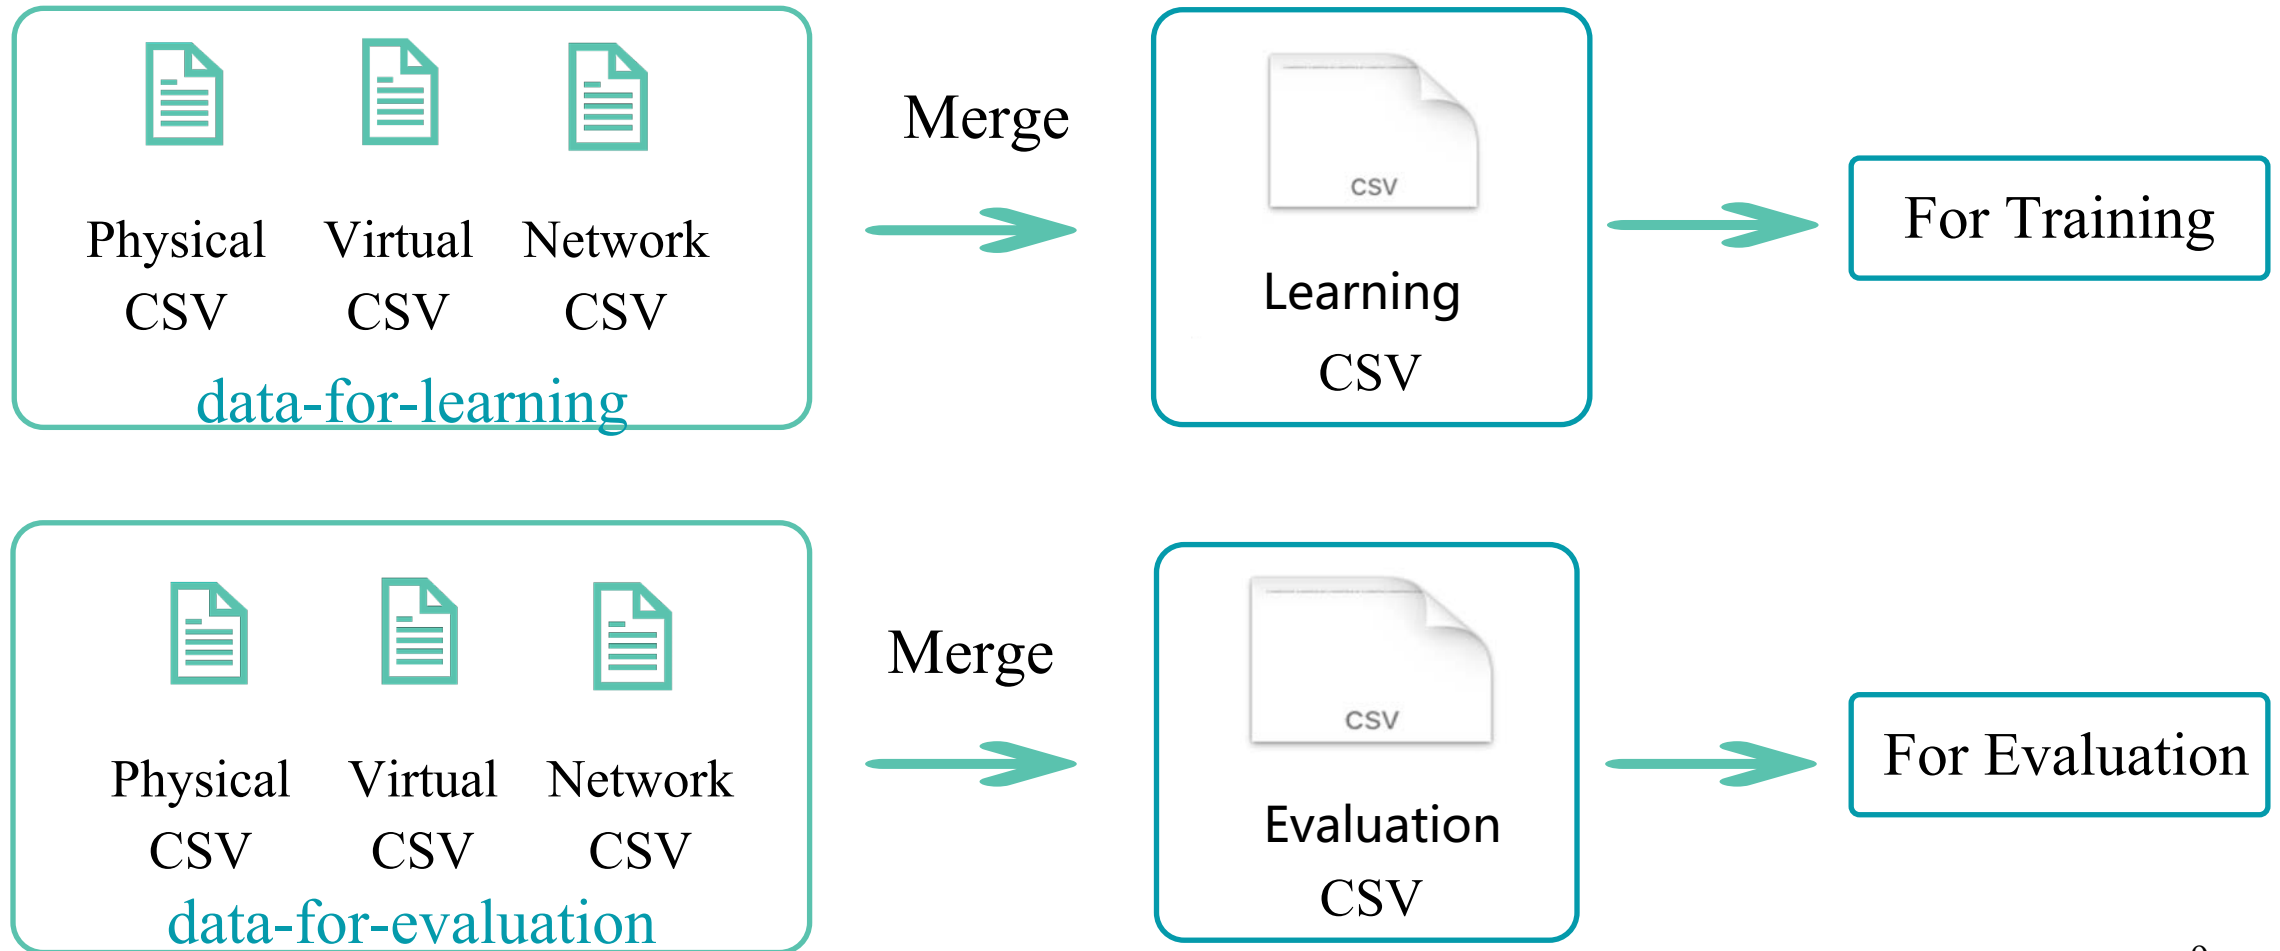 Physical Virtual Network
CSV CSV CSV
data-for-learning
Merge
CSV
Learning
CSV
For Training
Physical Virtual Network
CSV CSV CSV
data-for-evaluation
Merge
CSV
Evaluation
CSV
For Evaluation